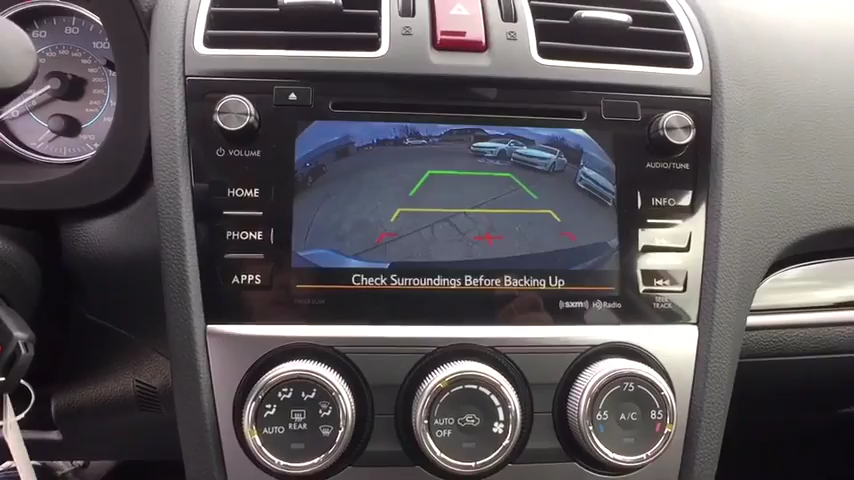 60 80 100
VOLUME
AUDIO/TUNE
HOME
INFO
PHONE
APPS
Check Surroundings Before Backing Up
SEEK
TRACK
((sxm)) HD Radio
AUTO REAR
AUTO
OFF
65 75 85
A/C